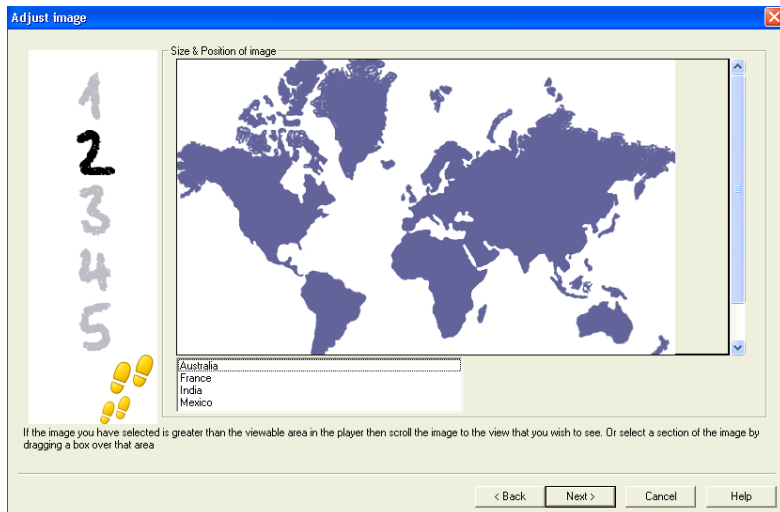 Adjust image
Size & Position of image
1
2
3
4
5
Australia
France
India
Mexico
If the image you have selected is greater than the viewable area in the player then scroll the image to the view that you wish to see. Or select a section of the image by
dragging a box over that area
< Back
Next >
Cancel
Help